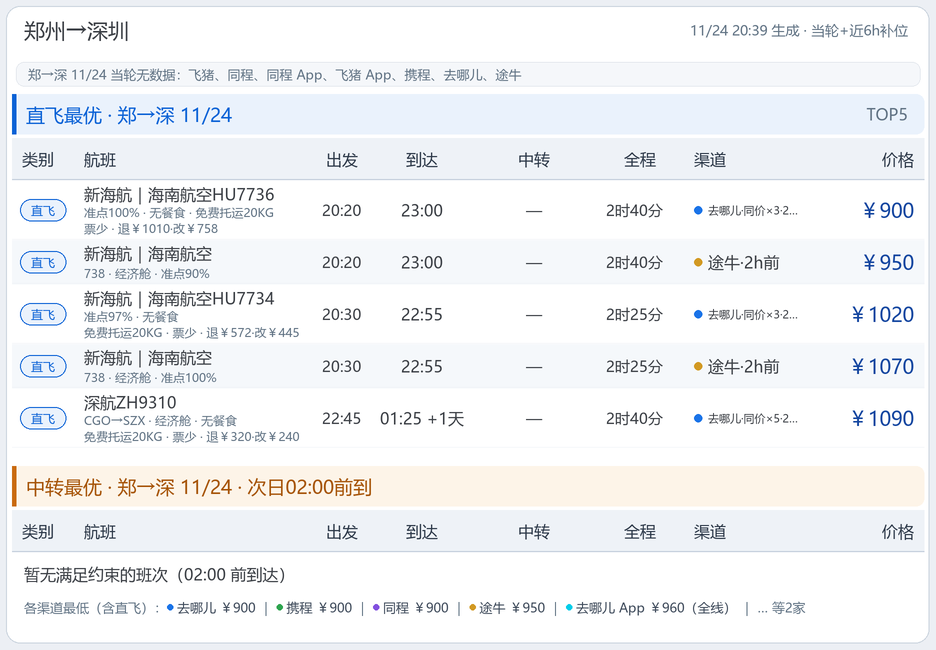 郑州→深圳
11/24 20:39 生成 · 当轮+近6h补位
郑→深 11/24 当轮无数据：飞猪、同程、同程 App、飞猪 App、携程、去哪儿、途牛
直飞最优 · 郑→深 11/24 TOP5
类别 航班 出发 到达 中转 全程 渠道 价格
直飞 新海航｜海南航空HU7736 20:20 23:00 — 2时40分 去哪儿·同价×3·2... ¥900
准点100% · 无餐食 · 免费托运20KG
票少 · 退¥1010·改¥758
直飞 新海航｜海南航空 20:20 23:00 — 2时40分 途牛·2h前 ¥950
738 · 经济舱 · 准点90%
直飞 新海航｜海南航空HU7734 20:30 22:55 — 2时25分 去哪儿·同价×3·2... ¥1020
准点97% · 无餐食
免费托运20KG · 票少 · 退¥572·改¥445
直飞 新海航｜海南航空 20:30 22:55 — 2时25分 途牛·2h前 ¥1070
738 · 经济舱 · 准点100%
直飞 深航ZH9310 22:45 01:25 +1天 — 2时40分 去哪儿·同价×5·2... ¥1090
CGO→SZX · 经济舱 · 无餐食
免费托运20KG · 票少 · 退¥320·改¥240
中转最优 · 郑→深 11/24 · 次日02:00前到
类别 航班 出发 到达 中转 全程 渠道 价格
暂无满足约束的班次（02:00 前到达）
各渠道最低（含直飞）： 去哪儿 ¥900 ｜ 携程 ¥900 ｜ 同程 ¥900 ｜ 途牛 ¥950 ｜ 去哪儿 App ¥960（全线） ｜ ... 等2家